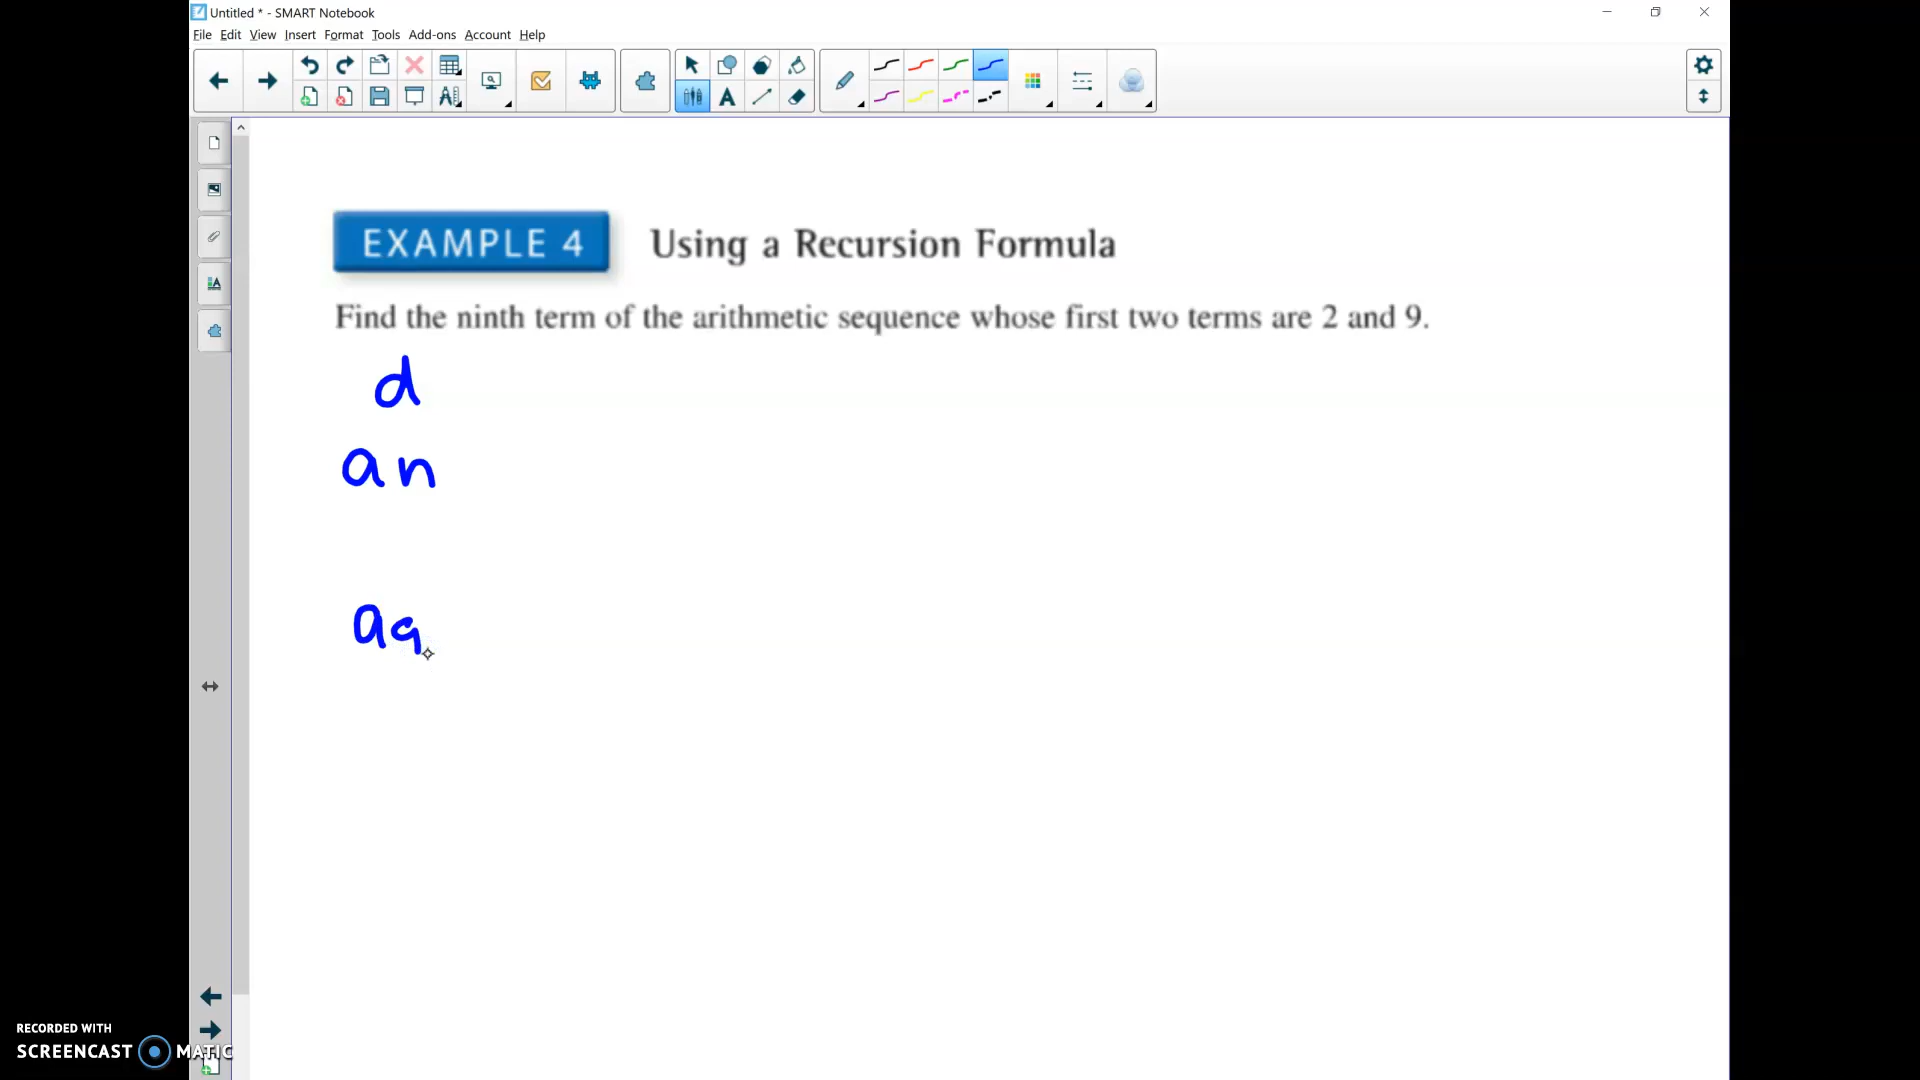 Untitled * - SMART Notebook
File Edit View Insert Format Tools Add-ons Account Help
EXAMPLE 4 Using a Recursion Formula
Find the ninth term of the arithmetic sequence whose first two terms are 2 and 9.
d
an
a9
RECORDED WITH
SCREENCAST MATIC